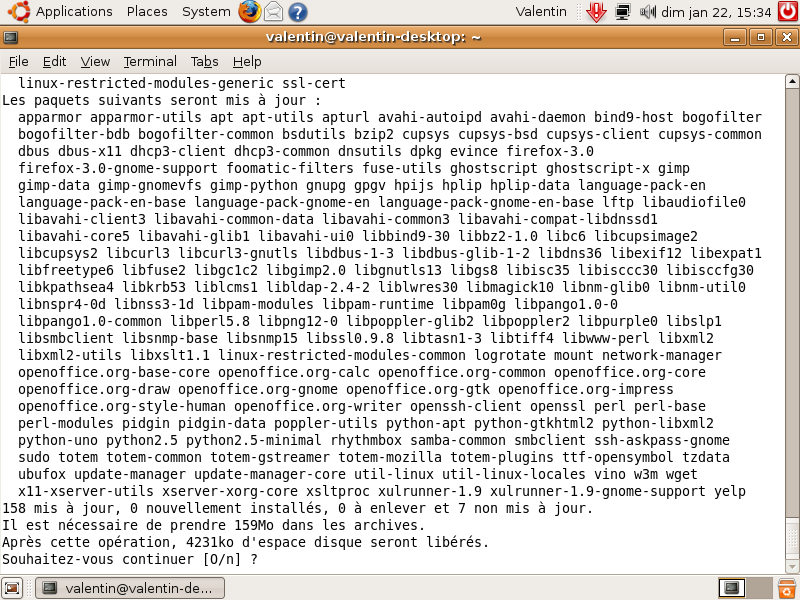 Applications Places System Valentin dim jan 22, 15:34
valentin@valentin-desktop: ~
File Edit View Terminal Tabs Help
linux-restricted-modules-generic ssl-cert
Les paquets suivants seront mis à jour :
apparmor apparmor-utils apt apt-utils apturl avahi-autoipd avahi-daemon bind9-host bogofilter
bogofilter-bdb bogofilter-common bsdutils bzip2 cupsys cupsys-bsd cupsys-client cupsys-common
dbus dbus-x11 dhcp3-client dhcp3-common dnsutils dpkg evince firefox-3.0
firefox-3.0-gnome-support foomatic-filters fuse-utils ghostscript ghostscript-x gimp
gimp-data gimp-gnomevfs gimp-python gnupg gpgv hpijs hplip hplip-data language-pack-en
language-pack-en-base language-pack-gnome-en language-pack-gnome-en-base lftp libaudiofile0
libavahi-client3 libavahi-common-data libavahi-common3 libavahi-compat-libdnssd1
libavahi-core5 libavahi-glib1 libavahi-ui0 libbind9-30 libbz2-1.0 libc6 libcupsimage2
libcupsys2 libcurl3 libcurl3-gnutls libdbus-1-3 libdbus-glib-1-2 libdns36 libexif12 libexpat1
libfreetype6 libfuse2 libgc1c2 libgimp2.0 libgnutls13 libgs8 libisc35 libisccc30 libisccfg30
libkpathsea4 libkrb53 liblcms1 libldap-2.4-2 liblwres30 libmagick10 libnm-glib0 libnm-util0
libnspr4-0d libnss3-1d libpam-modules libpam-runtime libpam0g libpango1.0-0
libpango1.0-common libperl5.8 libpng12-0 libpoppler-glib2 libpoppler2 libpurple0 libslp1
libsmbclient libsnmp-base libsnmp15 libssl0.9.8 libtasn1-3 libtiff4 libwww-perl libxml2
libxml2-utils libxslt1.1 linux-restricted-modules-common logrotate mount network-manager
openoffice.org-base-core openoffice.org-calc openoffice.org-common openoffice.org-core
openoffice.org-draw openoffice.org-gnome openoffice.org-gtk openoffice.org-impress
openoffice.org-style-human openoffice.org-writer openssh-client openssl perl perl-base
perl-modules pidgin pidgin-data poppler-utils python-apt python-gtkhtml2 python-libxml2
python-uno python2.5 python2.5-minimal rhythmbox samba-common smbclient ssh-askpass-gnome
sudo totem totem-common totem-gstreamer totem-mozilla totem-plugins ttf-opensymbol tzdata
ubufox update-manager update-manager-core util-linux util-linux-locales vino w3m wget
x11-xserver-utils xserver-xorg-core xsltproc xulrunner-1.9 xulrunner-1.9-gnome-support yelp
158 mis à jour, 0 nouvellement installés, 0 à enlever et 7 non mis à jour.
Il est nécessaire de prendre 159Mo dans les archives.
Après cette opération, 4231ko d'espace disque seront libérés.
Souhaitez-vous continuer [O/n] ?
valentin@valentin-de...